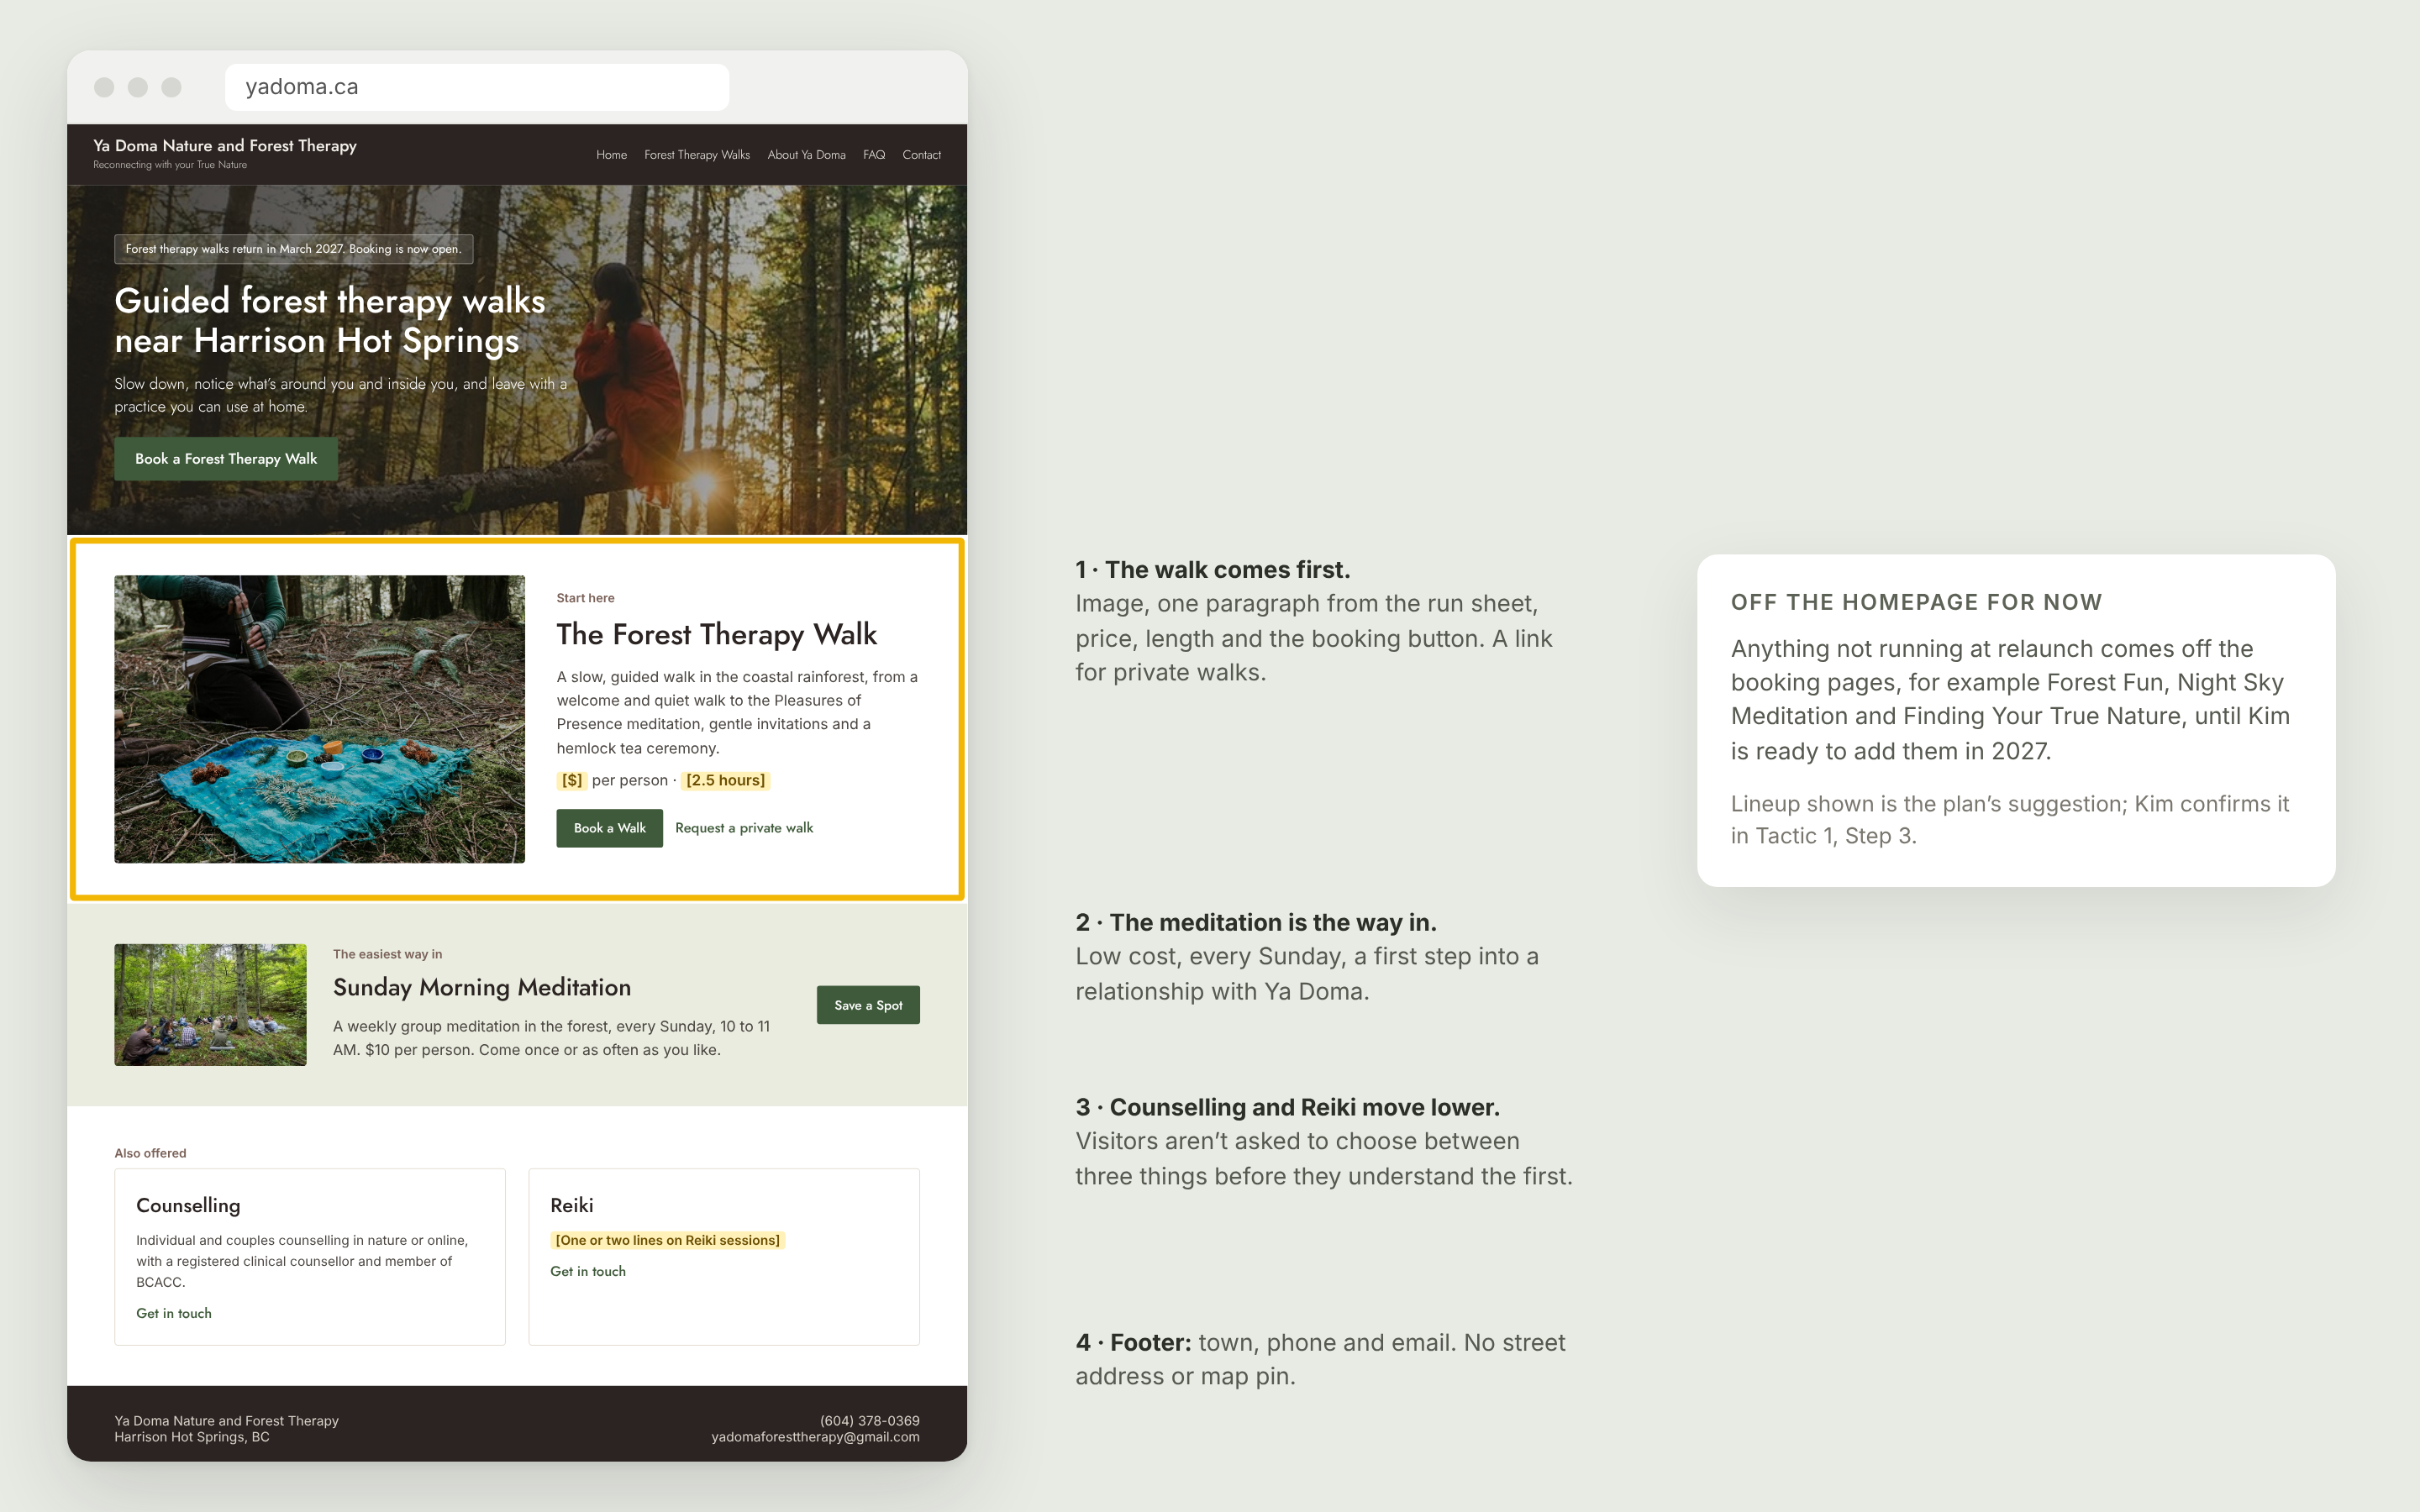 yadoma.ca
Ya Doma Nature and Forest Therapy
Reconnecting with your True Nature
Home Forest Therapy Walks About Ya Doma FAQ Contact
Forest therapy walks return in March 2027. Booking is now open.
Guided forest therapy walks
near Harrison Hot Springs
Slow down, notice what's around you and inside you, and leave with a
practice you can use at home.
Book a Forest Therapy Walk
Start here
The Forest Therapy Walk
A slow, guided walk in the coastal rainforest, from a
welcome and quiet walk to the Pleasures of
Presence meditation, gentle invitations and a
hemlock tea ceremony.
[$] per person · [2.5 hours]
Book a Walk Request a private walk
The easiest way in
Sunday Morning Meditation
A weekly group meditation in the forest, every Sunday, 10 to 11
AM. $10 per person. Come once or as often as you like.
Save a Spot
Also offered
Counselling
Individual and couples counselling in nature or online,
with a registered clinical counsellor and member of
BCACC.
Get in touch
Reiki
[One or two lines on Reiki sessions]
Get in touch
Ya Doma Nature and Forest Therapy
Harrison Hot Springs, BC
(604) 378-0369
yadomaforesttherapy@gmail.com
1 · The walk comes first.
Image, one paragraph from the run sheet,
price, length and the booking button. A link
for private walks.
2 · The meditation is the way in.
Low cost, every Sunday, a first step into a
relationship with Ya Doma.
3 · Counselling and Reiki move lower.
Visitors aren't asked to choose between
three things before they understand the first.
4 · Footer: town, phone and email. No street
address or map pin.
OFF THE HOMEPAGE FOR NOW
Anything not running at relaunch comes off the
booking pages, for example Forest Fun, Night Sky
Meditation and Finding Your True Nature, until Kim
is ready to add them in 2027.
Lineup shown is the plan's suggestion; Kim confirms it
in Tactic 1, Step 3.